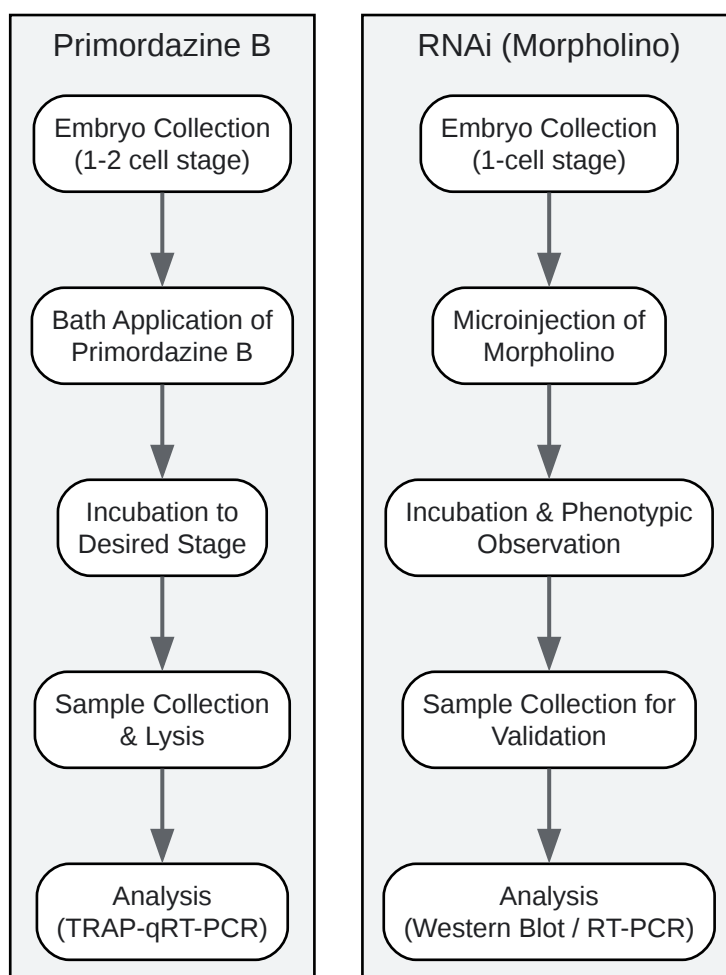 Primordazine B
Embryo Collection
(1-2 cell stage)
Bath Application of
Primordazine B
Incubation to
Desired Stage
Sample Collection
& Lysis
Analysis
(TRAP-qRT-PCR)
RNAi (Morpholino)
Embryo Collection
(1-cell stage)
Microinjection of
Morpholino
Incubation & Phenotypic
Observation
Sample Collection for
Validation
Analysis
(Western Blot / RT-PCR)